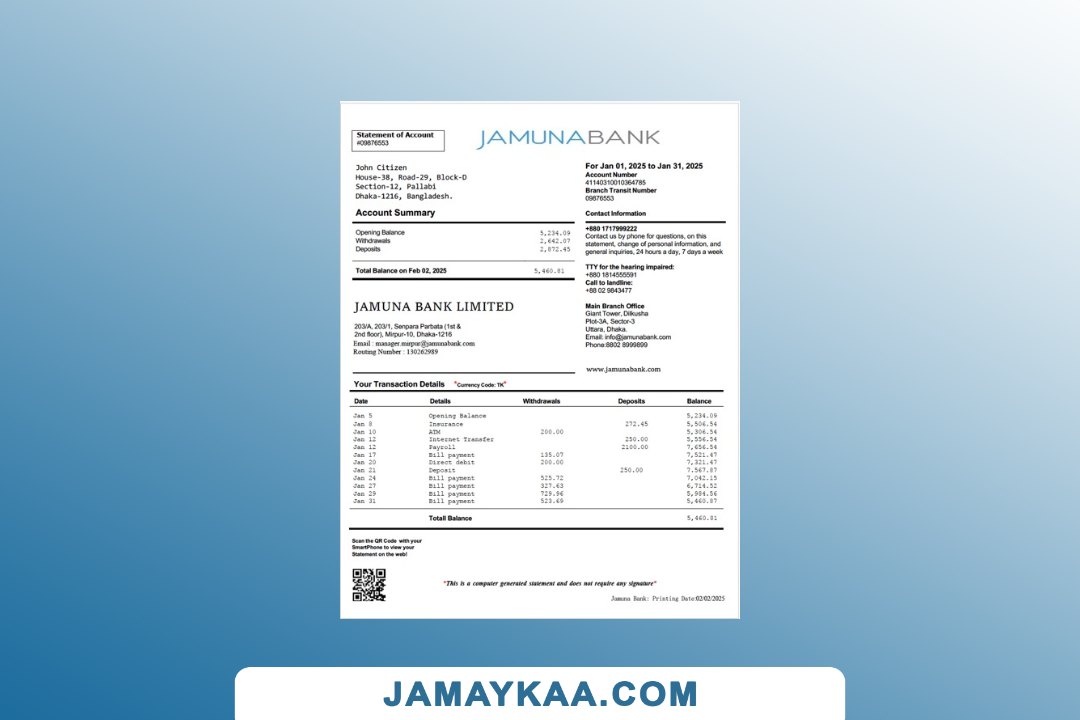 Statement of Account
#09876553
JAMUNABANK
John Citizen
House-38, Road-29, Block-D
Section-12, Pallabi
Dhaka-1216, Bangladesh.
Account Summary
Opening Balance 5,234.09
Withdrawals 2,642.07
Deposits 2,872.45
Total Balance on Feb 02, 2025 5,460.81
JAMUNA BANK LIMITED
203/A, 203/1, Senpara Parbata (1st &
2nd floor), Mirpur-10, Dhaka-1216
Email : manager.mirpur@jamunabank.com
Routing Number : 130262989
For Jan 01, 2025 to Jan 31, 2025
Account Number
41140310010364785
Branch Transit Number
09876553
Contact Information
+880 1717999222
Contact us by phone for questions, on this
statement, change of personal information, and
general inquiries, 24 hours a day, 7 days a week
TTY for the hearing impaired:
+880 1814555591
Call to landline:
+88 02 9843477
Main Branch Office
Giant Tower, Dilkusha
Plot-3A, Sector-3
Uttara, Dhaka.
Email: info@jamunabank.com
Phone:8802 8999899
www.jamunabank.com
Your Transaction Details *Currency Code: TK*
Date Details Withdrawals Deposits Balance
Jan 5 Opening Balance 5,234.09
Jan 8 Insurance 272.45 5,506.54
Jan 10 ATM 200.00 5,306.54
Jan 12 Internet Transfer 250.00 5,556.54
Jan 12 Payroll 2100.00 7,656.54
Jan 17 Bill payment 135.07 7,521.47
Jan 20 Direct debit 200.00 7,321.47
Jan 21 Deposit 250.00 7.567.87
Jan 24 Bill payment 525.72 7,042.15
Jan 27 Bill payment 327.63 6,714.52
Jan 29 Bill payment 729.96 5,984.56
Jan 31 Bill payment 523.69 5,460.87
Totall Balance 5,460.81
Scan the QR Code with your
SmartPhone to view your
Statement on the web!
*This is a computer generated statement and does not require any signature*
Jamuna Bank: Printing Date:02/02/2025
JAMAYKAA.COM